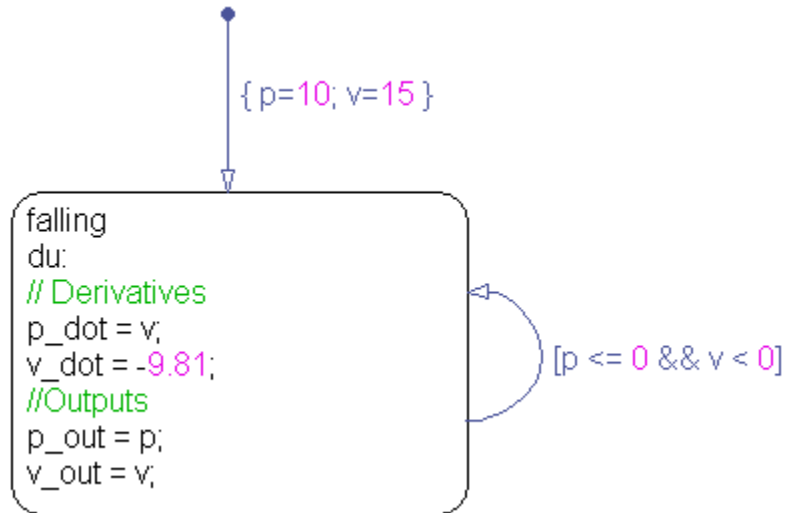 { p=10; v=15 }
falling
du:
// Derivatives
p_dot = v;
v_dot = -9.81;
//Outputs
p_out = p;
v_out = v;
[p <= 0 && v < 0]